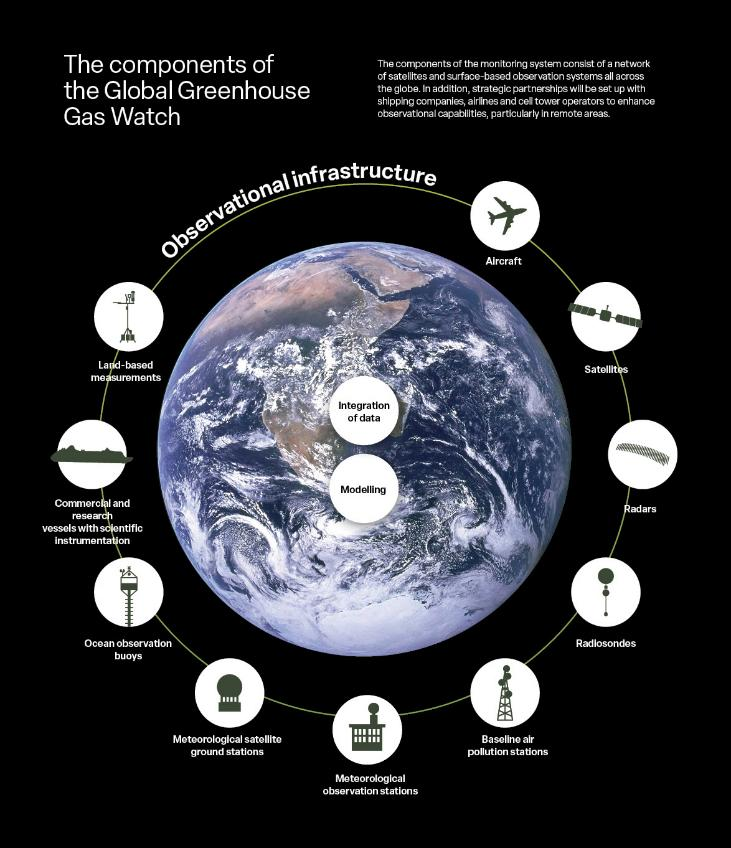 The components of
the Global Greenhouse
Gas Watch
The components of the monitoring system consist of a network
of satellites and surface-based observation systems all across
the globe. In addition, strategic partnerships will be set up with
shipping companies, airlines and cell tower operators to enhance
observational capabilities, particularly in remote areas.
Observational infrastructure
Aircraft
Land-based
measurements
Satellites
Integration
of data
Modelling
Commercial and
research
vessels with scientific
instrumentation
Radars
Ocean observation
buoys
Radiosondes
Meteorological satellite
ground stations
Baseline air
pollution stations
Meteorological
observation stations